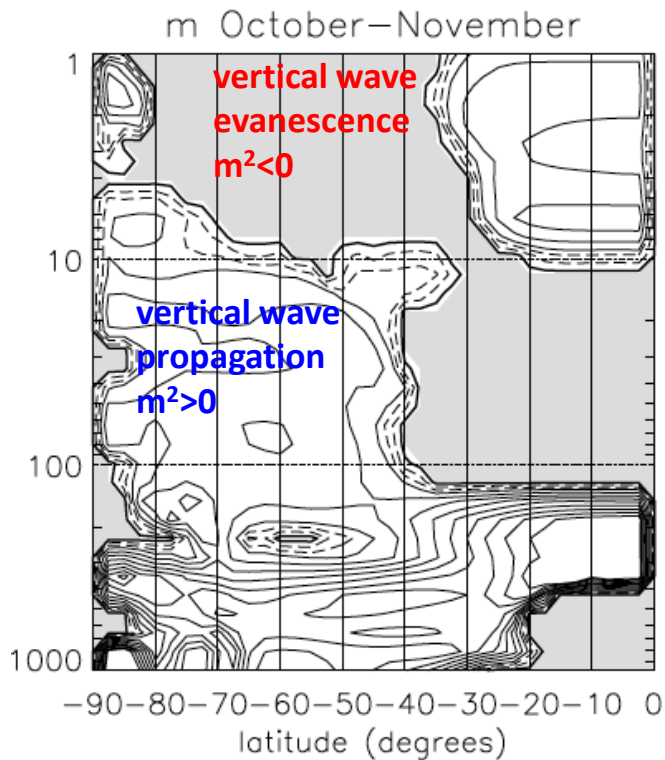 m October−November
1
vertical wave
evanescence
m²<0
10
vertical wave
propagation
m²>0
100
1000
−90−80−70−60−50−40−30−20−10 0
latitude (degrees)